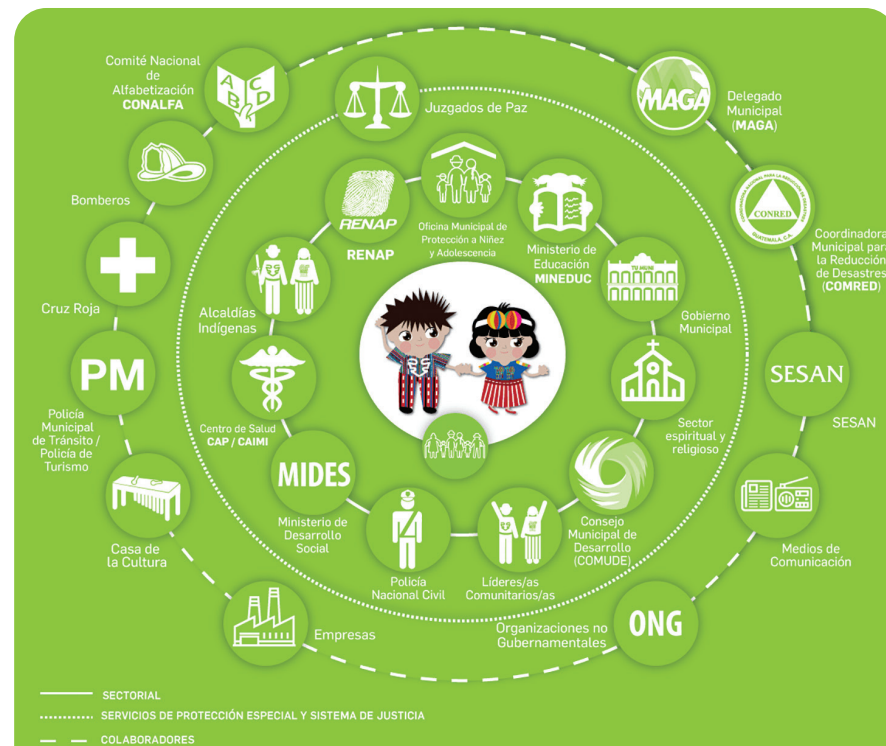 Comité Nacional
de
Alfabetización
CONALFA
A B C D
Juzgados de Paz
MAGA
Delegado
Municipal
(MAGA)
Bomberos
RENAP
RENAP
Oficina Municipal de
Protección a Niñez
y Adolescencia
Ministerio de
Educación
MINEDUC
CONRED
GUATEMALA, C.A.
Coordinadora
Municipal para
la Reducción
de Desastres
(COMRED)
Cruz Roja
Alcaldías
Indígenas
Gobierno
Municipal
PM
Policía
Municipal
de Tránsito /
Policía de
Turismo
Centro de Salud
CAP / CAIMI
Sector
espiritual y
religioso
SESAN
SESAN
MIDES
Ministerio de
Desarrollo
Social
Policía
Nacional Civil
Líderes/as
Comunitarios/as
Consejo
Municipal de
Desarrollo
(COMUDE)
Casa de
la Cultura
Medios de
Comunicación
Empresas
Organizaciones no
Gubernamentales
ONG
SECTORIAL
SERVICIOS DE PROTECCIÓN ESPECIAL Y SISTEMA DE JUSTICIA
COLABORADORES